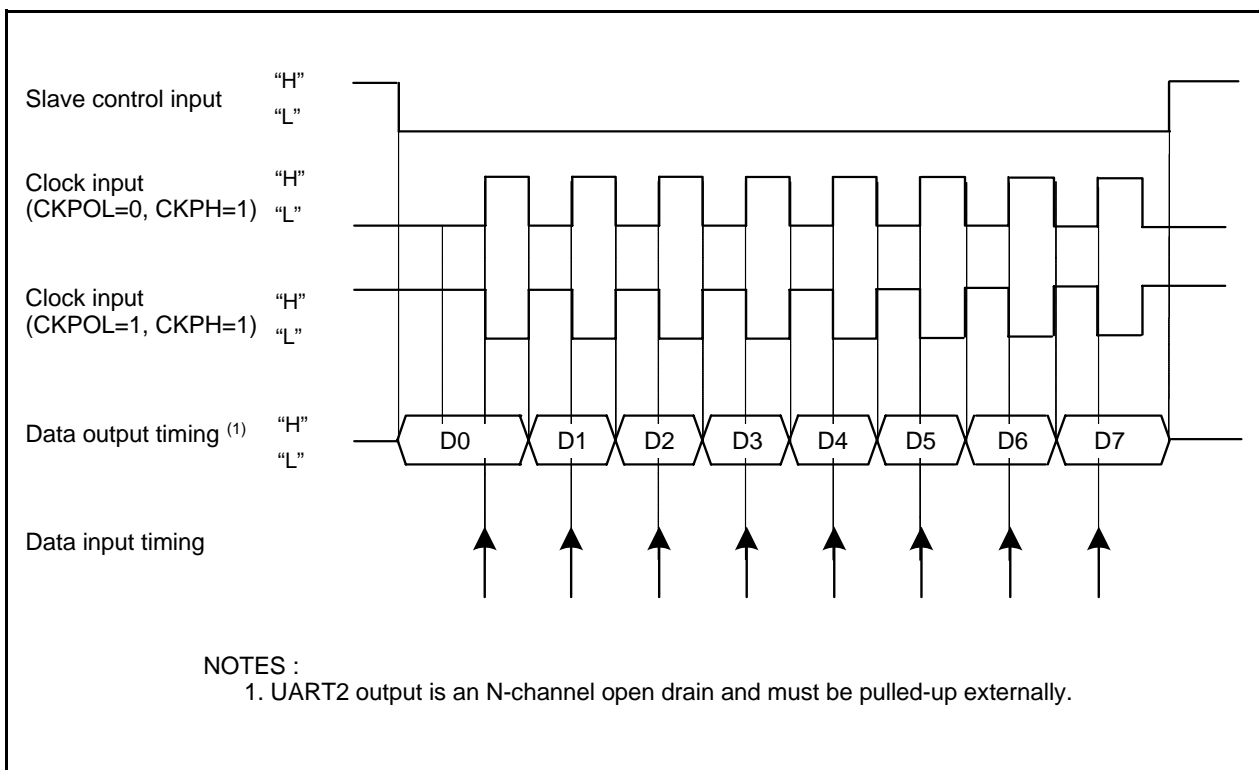 Slave control input
“H”
“L”
Clock input
(CKPOL=0, CKPH=1)
“H”
“L”
Clock input
(CKPOL=1, CKPH=1)
“H”
“L”
Data output timing (1)
“H”
“L”
D0 D1 D2 D3 D4 D5 D6 D7
Data input timing
NOTES :
1. UART2 output is an N-channel open drain and must be pulled-up externally.